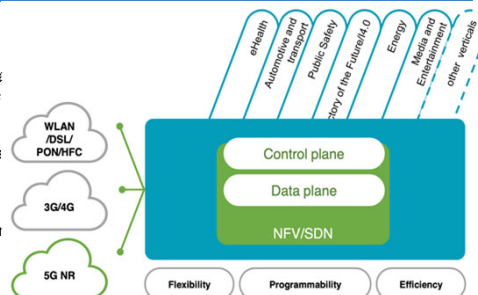 eHealth
Automotive and
transport
Public Safety
ctory of the Future/I4.0
Energy
Media and
Entertainment
other verticals
WLAN
/DSL/
PON/HFC
3G/4G
5G NR
Control plane
Data plane
NFV/SDN
Flexibility
Programmability
Efficiency